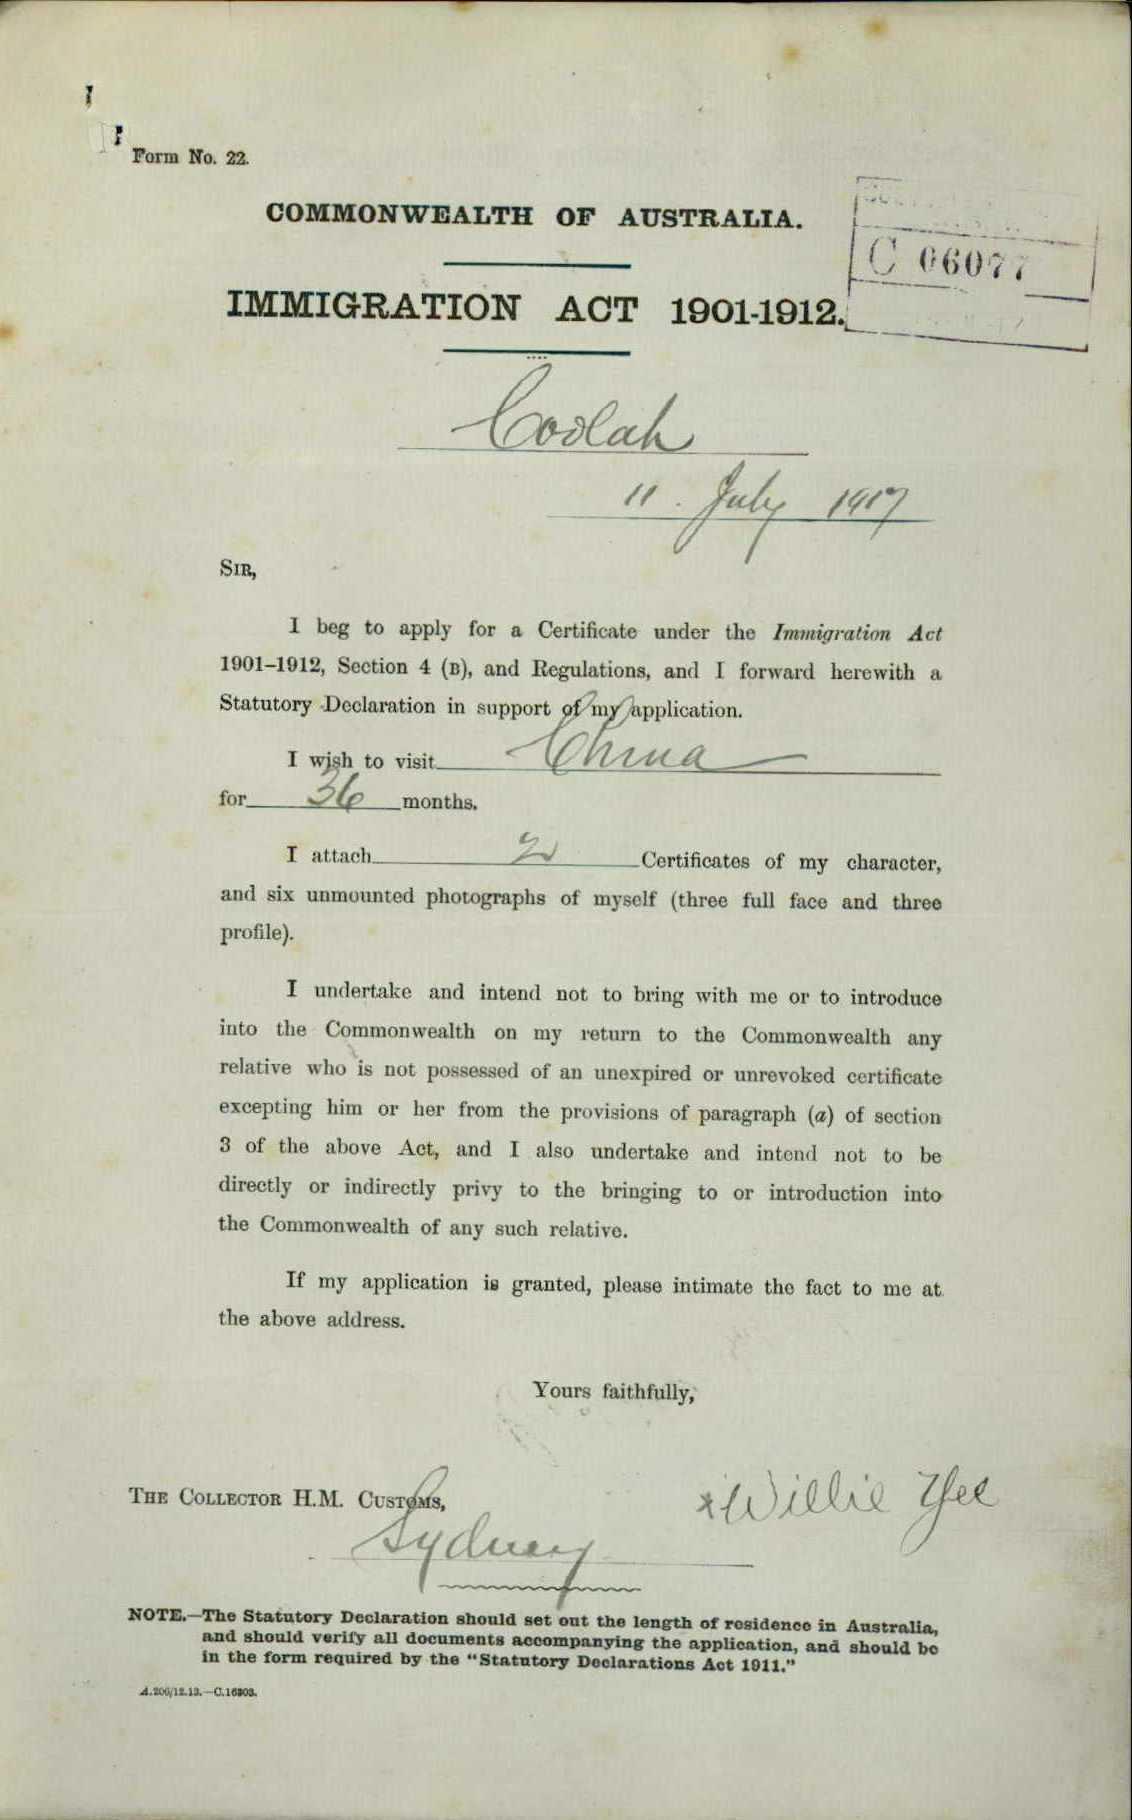 Form No. 22.
COMMONWEALTH OF AUSTRALIA.
C 06077
IMMIGRATION ACT 1901-1912.
Coolah
11. July 1917
SIR,
I beg to apply for a Certificate under the Immigration Act
1901–1912, Section 4 (B), and Regulations, and I forward herewith a
Statutory Declaration in support of my application.
I wish to visit China
for 36 months.
I attach 2 Certificates of my character,
and six unmounted photographs of myself (three full face and three
profile).
I undertake and intend not to bring with me or to introduce
into the Commonwealth on my return to the Commonwealth any
relative who is not possessed of an unexpired or unrevoked certificate
excepting him or her from the provisions of paragraph (a) of section
3 of the above Act, and I also undertake and intend not to be
directly or indirectly privy to the bringing to or introduction into
the Commonwealth of any such relative.
If my application is granted, please intimate the fact to me at
the above address.
Yours faithfully,
x Willie Yee
THE COLLECTOR H.M. CUSTOMS,
Sydney
NOTE.—The Statutory Declaration should set out the length of residence in Australia,
and should verify all documents accompanying the application, and should be
in the form required by the "Statutory Declarations Act 1911."
A.206/12.13.—C.16303.